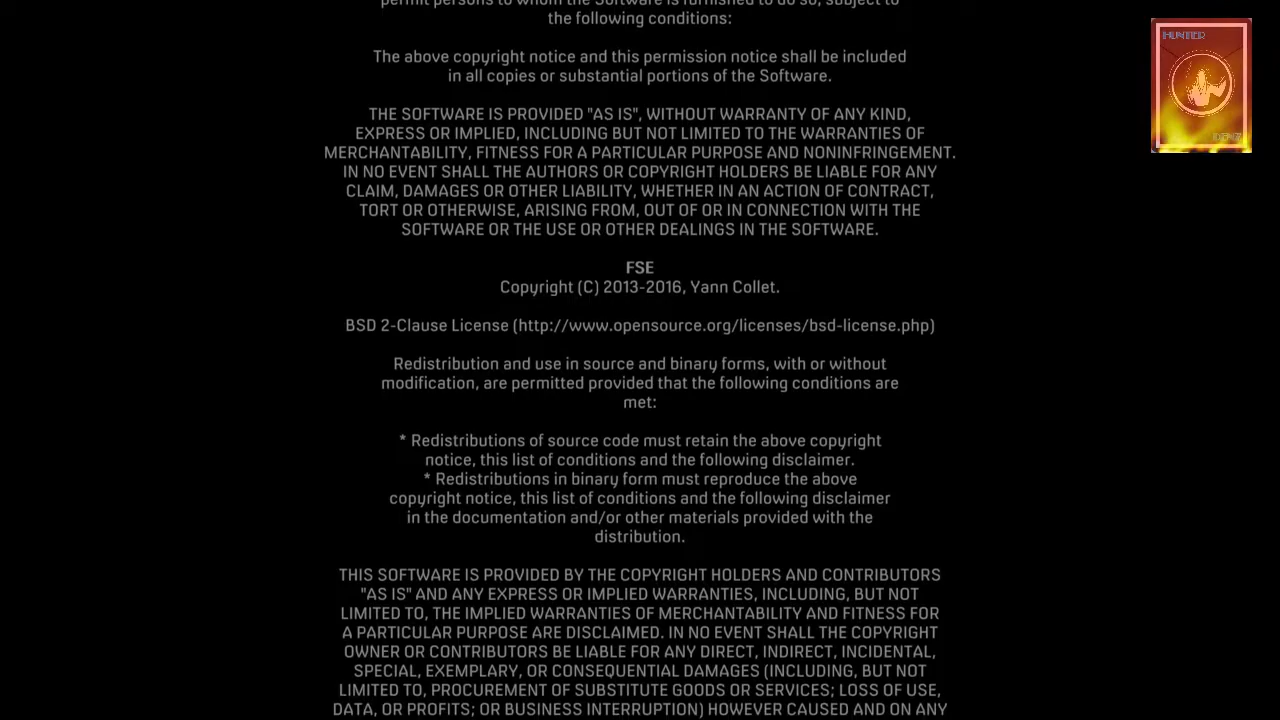 permit persons to whom the Software is furnished to do so, subject to
the following conditions:
The above copyright notice and this permission notice shall be included
in all copies or substantial portions of the Software.
THE SOFTWARE IS PROVIDED "AS IS", WITHOUT WARRANTY OF ANY KIND,
EXPRESS OR IMPLIED, INCLUDING BUT NOT LIMITED TO THE WARRANTIES OF
MERCHANTABILITY, FITNESS FOR A PARTICULAR PURPOSE AND NONINFRINGEMENT.
IN NO EVENT SHALL THE AUTHORS OR COPYRIGHT HOLDERS BE LIABLE FOR ANY
CLAIM, DAMAGES OR OTHER LIABILITY, WHETHER IN AN ACTION OF CONTRACT,
TORT OR OTHERWISE, ARISING FROM, OUT OF OR IN CONNECTION WITH THE
SOFTWARE OR THE USE OR OTHER DEALINGS IN THE SOFTWARE.
FSE
Copyright (C) 2013-2016, Yann Collet.
BSD 2-Clause License (http://www.opensource.org/licenses/bsd-license.php)
Redistribution and use in source and binary forms, with or without
modification, are permitted provided that the following conditions are
met:
* Redistributions of source code must retain the above copyright
notice, this list of conditions and the following disclaimer.
* Redistributions in binary form must reproduce the above
copyright notice, this list of conditions and the following disclaimer
in the documentation and/or other materials provided with the
distribution.
THIS SOFTWARE IS PROVIDED BY THE COPYRIGHT HOLDERS AND CONTRIBUTORS
"AS IS" AND ANY EXPRESS OR IMPLIED WARRANTIES, INCLUDING, BUT NOT
LIMITED TO, THE IMPLIED WARRANTIES OF MERCHANTABILITY AND FITNESS FOR
A PARTICULAR PURPOSE ARE DISCLAIMED. IN NO EVENT SHALL THE COPYRIGHT
OWNER OR CONTRIBUTORS BE LIABLE FOR ANY DIRECT, INDIRECT, INCIDENTAL,
SPECIAL, EXEMPLARY, OR CONSEQUENTIAL DAMAGES (INCLUDING, BUT NOT
LIMITED TO, PROCUREMENT OF SUBSTITUTE GOODS OR SERVICES; LOSS OF USE,
DATA, OR PROFITS; OR BUSINESS INTERRUPTION) HOWEVER CAUSED AND ON ANY
HUNTER